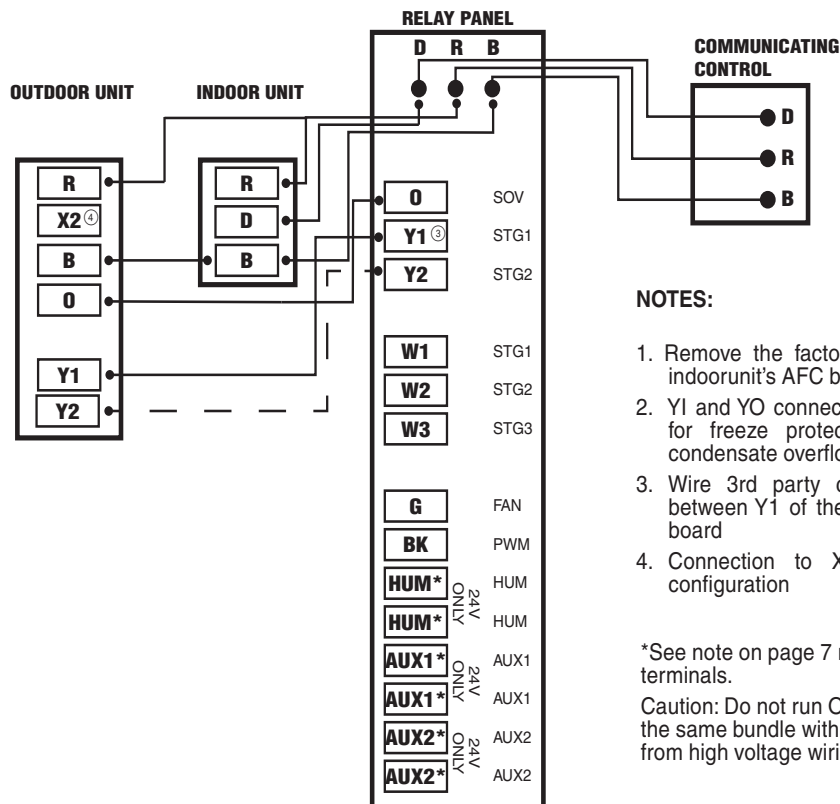 RELAY PANEL
D R B
COMMUNICATING
CONTROL
D
R
B
OUTDOOR UNIT
INDOOR UNIT
R
X2 ④
B
O
Y1
Y2
R
D
B
O SOV
Y1 ③ STG1
Y2 STG2
W1 STG1
W2 STG2
W3 STG3
G FAN
BK PWM
HUM* HUM
24V
ONLY
HUM* HUM
AUX1* AUX1
24V
ONLY
AUX1* AUX1
AUX2* AUX2
24V
ONLY
AUX2* AUX2
NOTES:
1. Remove the facto
indoorunit's AFC b
2. YI and YO connec
for freeze protec
condensate overflo
3. Wire 3rd party
between Y1 of the
board
4. Connection to X
configuration
*See note on page 7
terminals.
Caution: Do not run
the same bundle with
from high voltage wiri